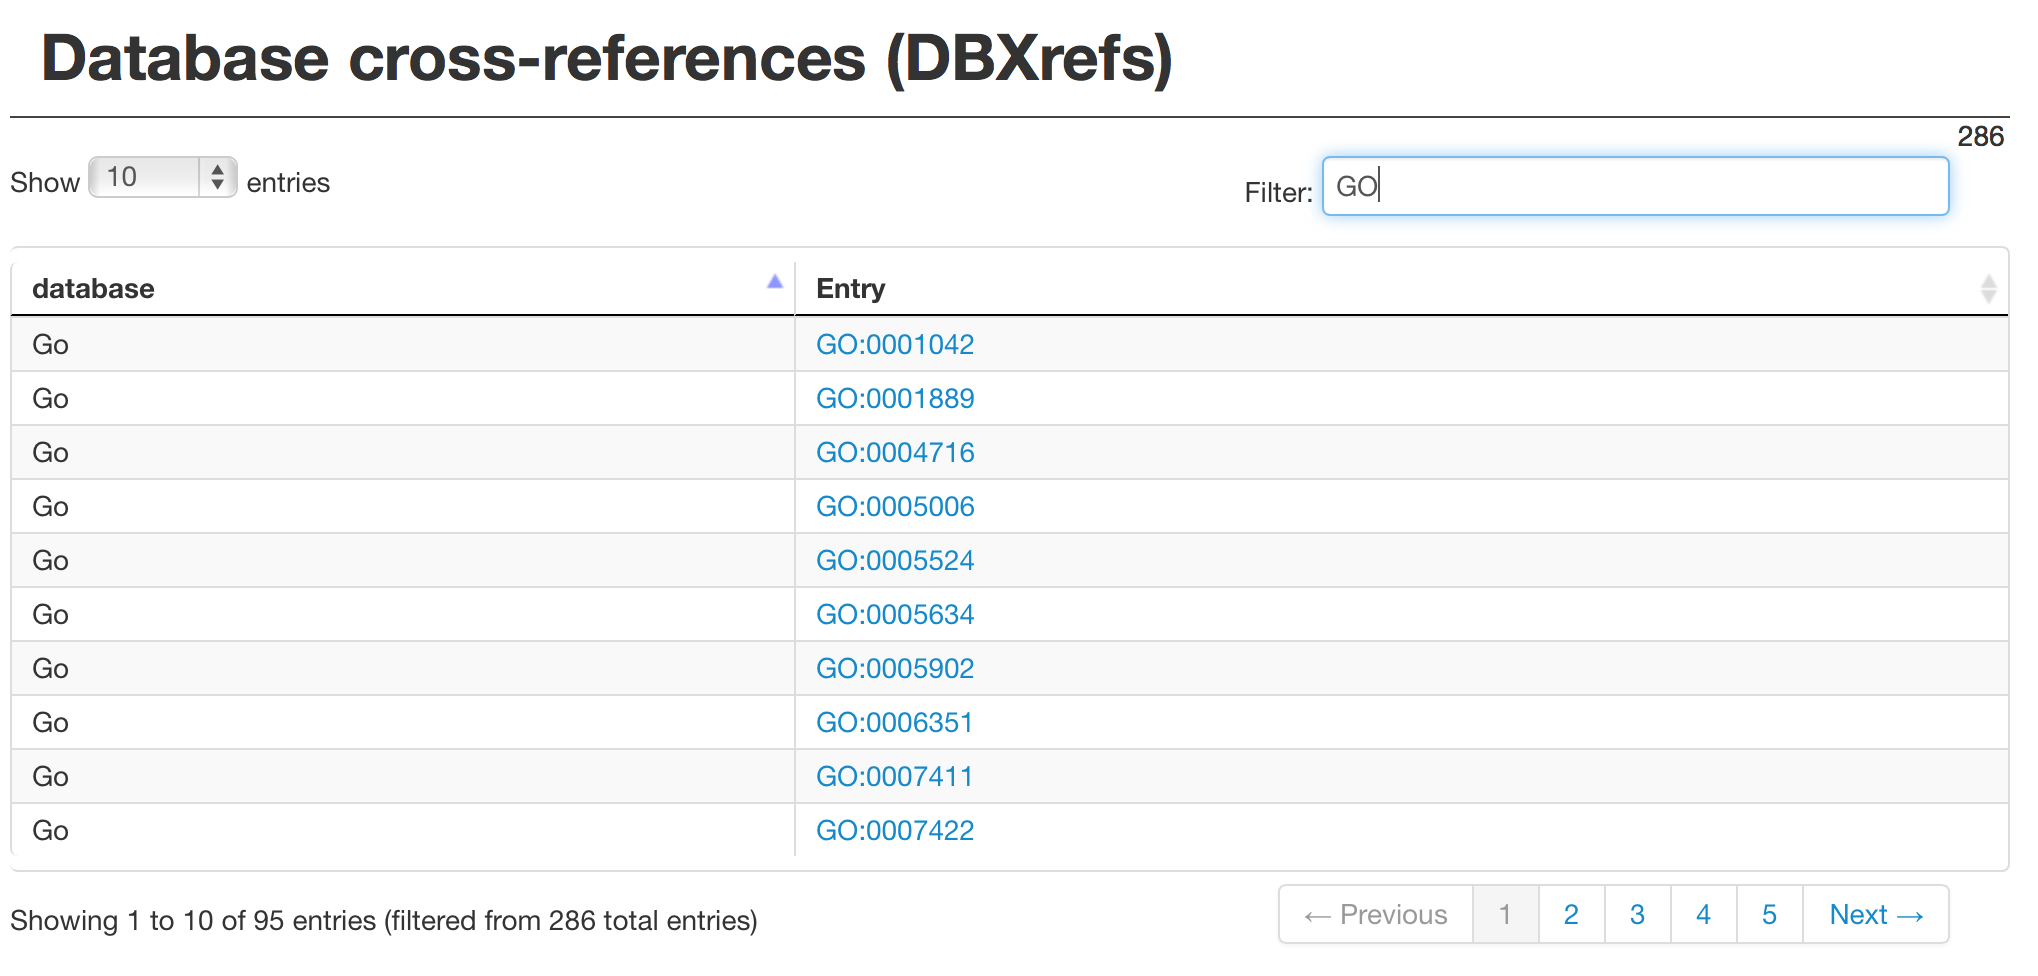 Database cross-references (DBXrefs)
286
Show 10 entries Filter: GO
database Entry
Go GO:0001042
Go GO:0001889
Go GO:0004716
Go GO:0005006
Go GO:0005524
Go GO:0005634
Go GO:0005902
Go GO:0006351
Go GO:0007411
Go GO:0007422
Showing 1 to 10 of 95 entries (filtered from 286 total entries) ← Previous 1 2 3 4 5 Next →